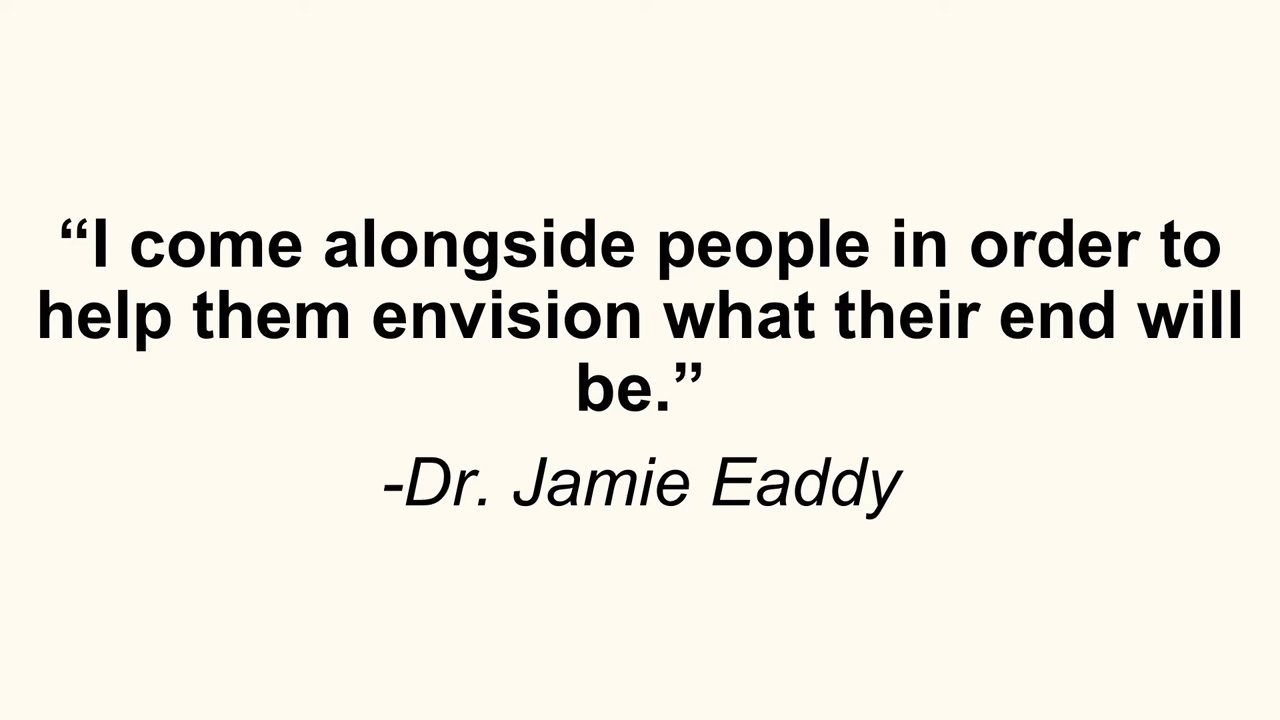 “I come alongside people in order to
help them envision what their end will
be.”
-Dr. Jamie Eaddy